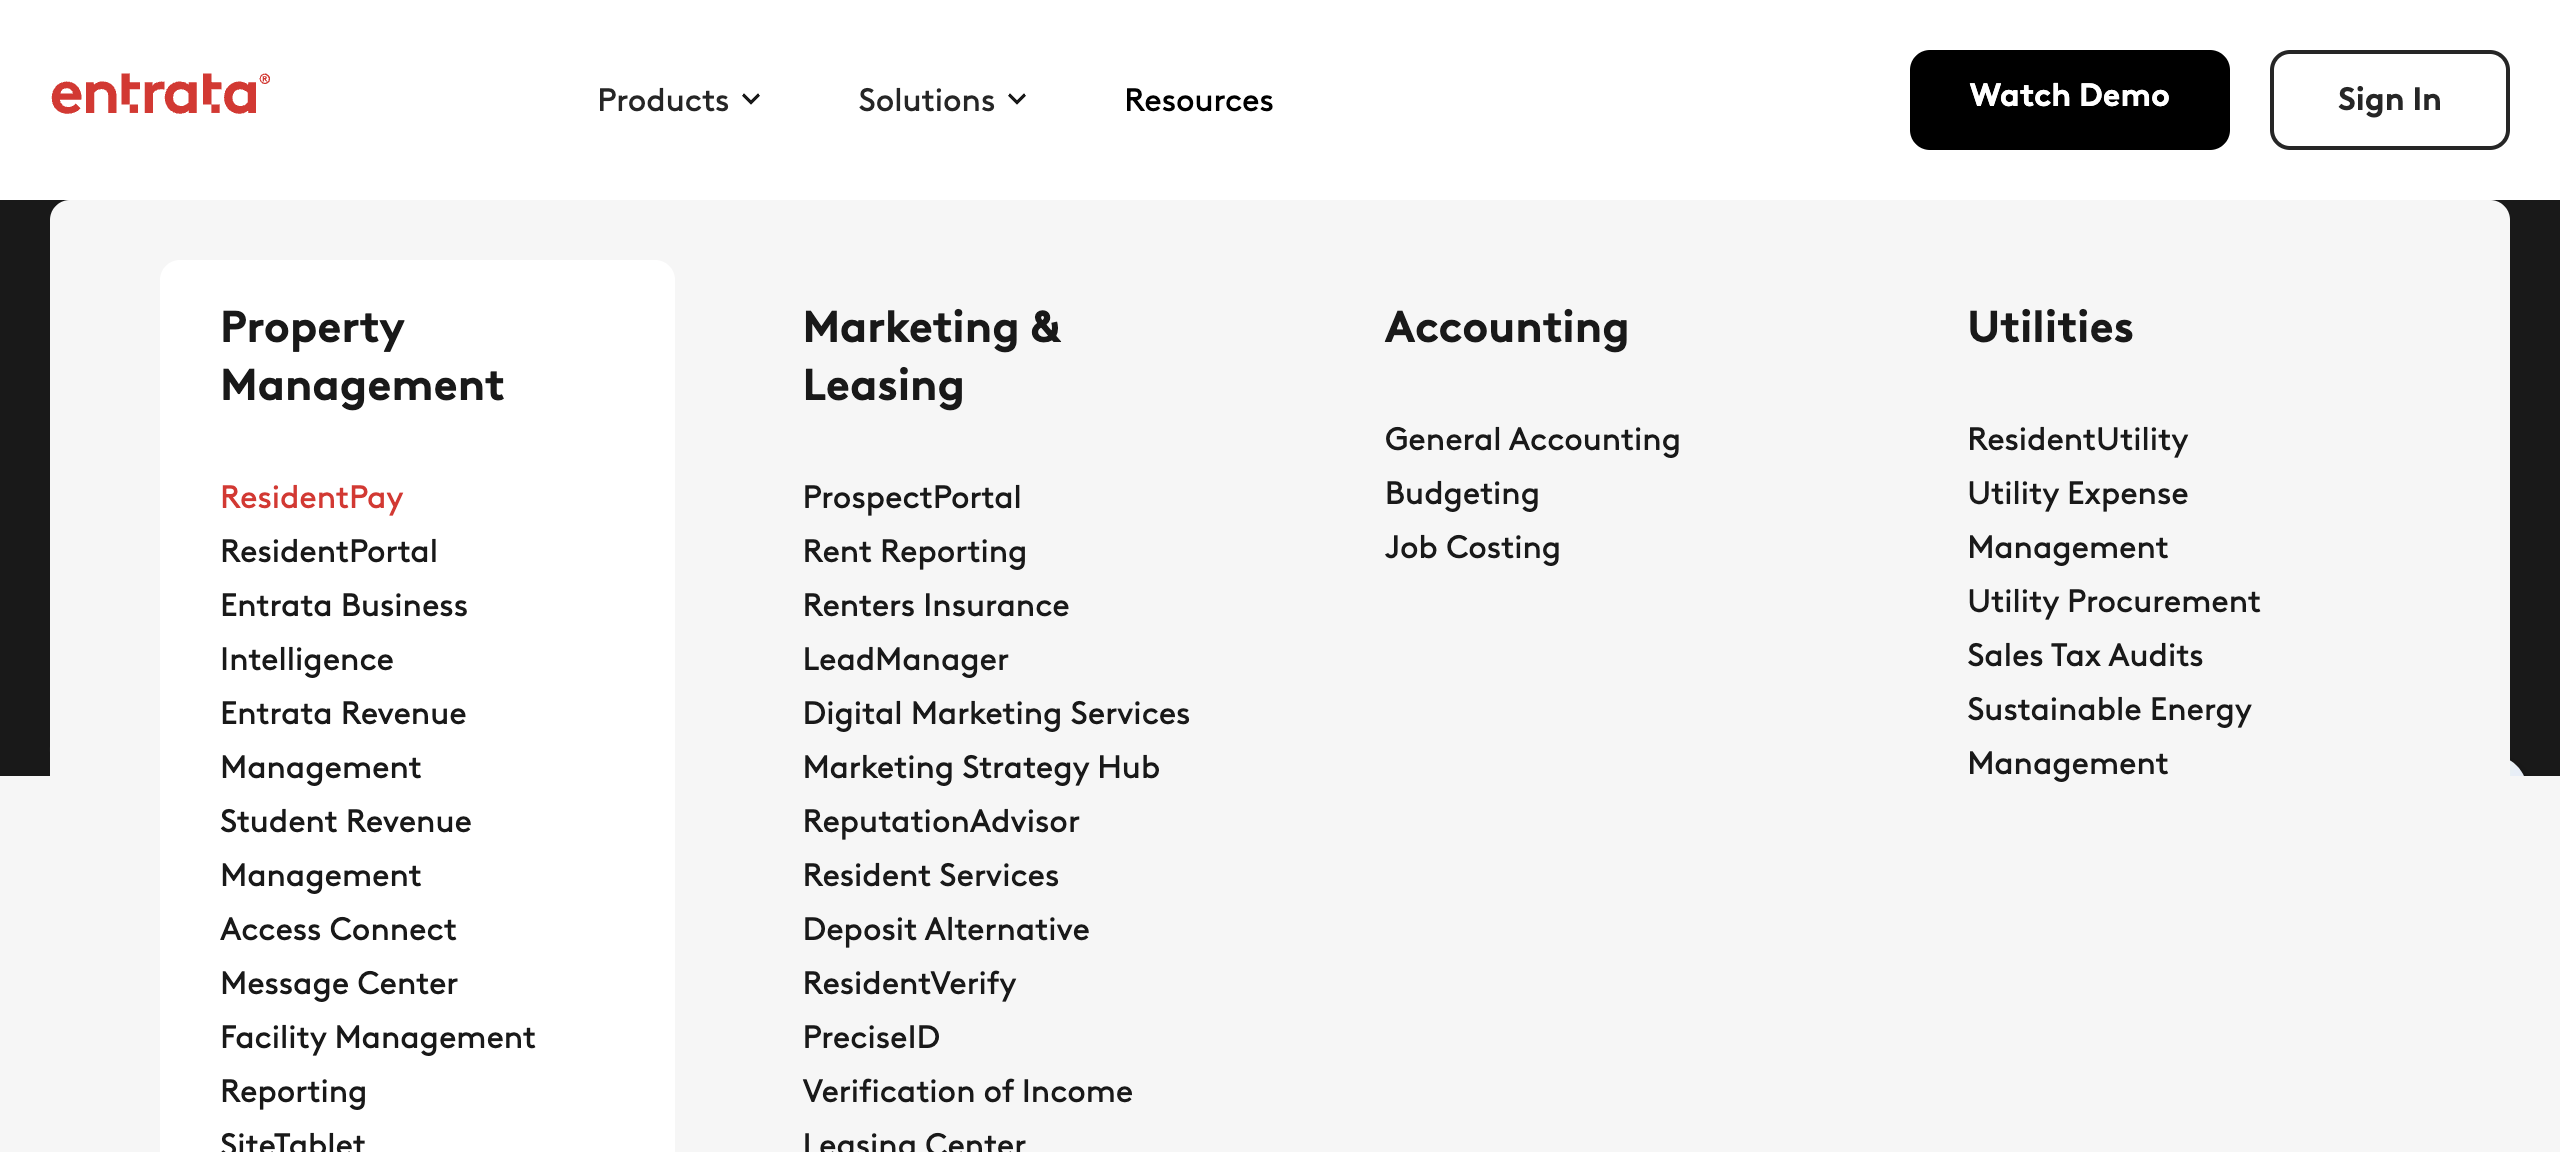 entrata®
Products
Solutions
Resources
Watch Demo
Sign In
Property
Management
ResidentPay
ResidentPortal
Entrata Business
Intelligence
Entrata Revenue
Management
Student Revenue
Management
Access Connect
Message Center
Facility Management
Reporting
SiteTablet
Marketing &
Leasing
ProspectPortal
Rent Reporting
Renters Insurance
LeadManager
Digital Marketing Services
Marketing Strategy Hub
ReputationAdvisor
Resident Services
Deposit Alternative
ResidentVerify
PreciseID
Verification of Income
Leasing Center
Accounting
General Accounting
Budgeting
Job Costing
Utilities
ResidentUtility
Utility Expense
Management
Utility Procurement
Sales Tax Audits
Sustainable Energy
Management